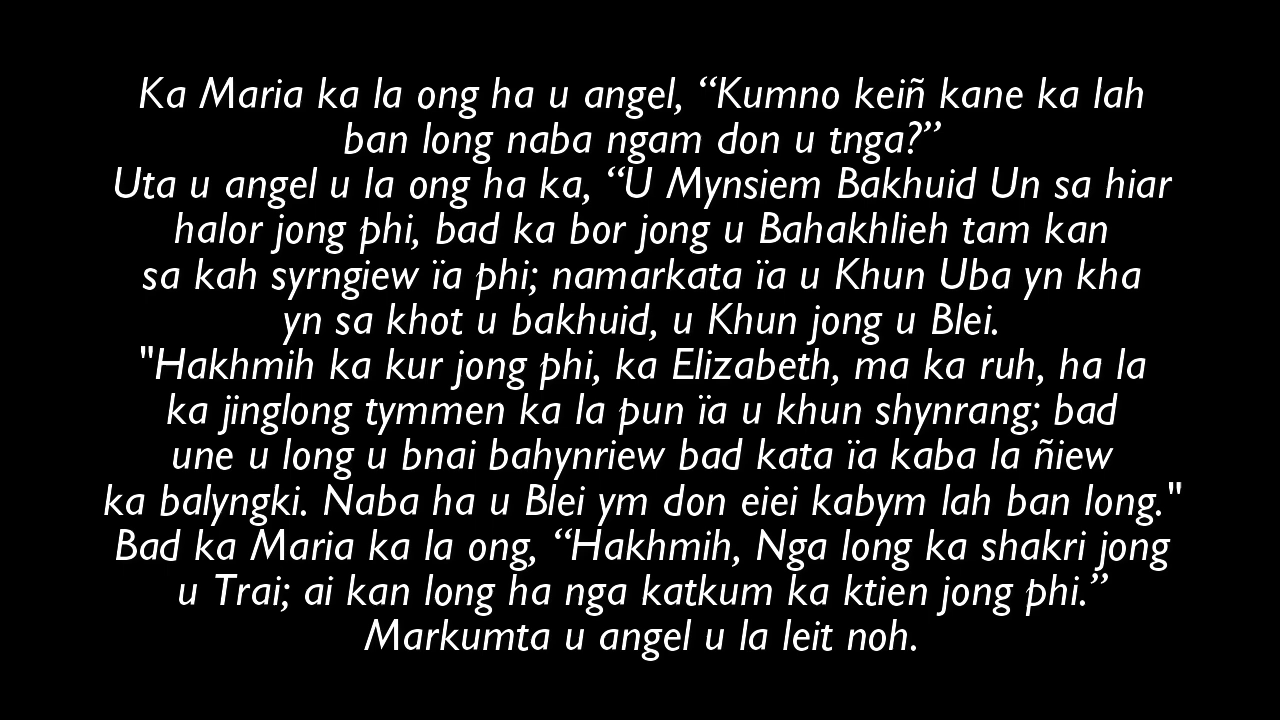 Ka Maria ka la ong ha u angel, “Kumno keiñ kane ka lah
ban long naba ngam don u tnga?”
Uta u angel u la ong ha ka, “U Mynsiem Bakhuid Un sa hiar
halor jong phi, bad ka bor jong u Bahakhlieh tam kan
sa kah syrngiew ïa phi; namarkata ïa u Khun Uba yn kha
yn sa khot u bakhuid, u Khun jong u Blei.
"Hakhmih ka kur jong phi, ka Elizabeth, ma ka ruh, ha la
ka jinglong tymmen ka la pun ïa u khun shynrang; bad
une u long u bnai bahynriew bad kata ïa kaba la ñiew
ka balyngki. Naba ha u Blei ym don eiei kabym lah ban long."
Bad ka Maria ka la ong, “Hakhmih, Nga long ka shakri jong
u Trai; ai kan long ha nga katkum ka ktien jong phi.”
Markumta u angel u la leit noh.